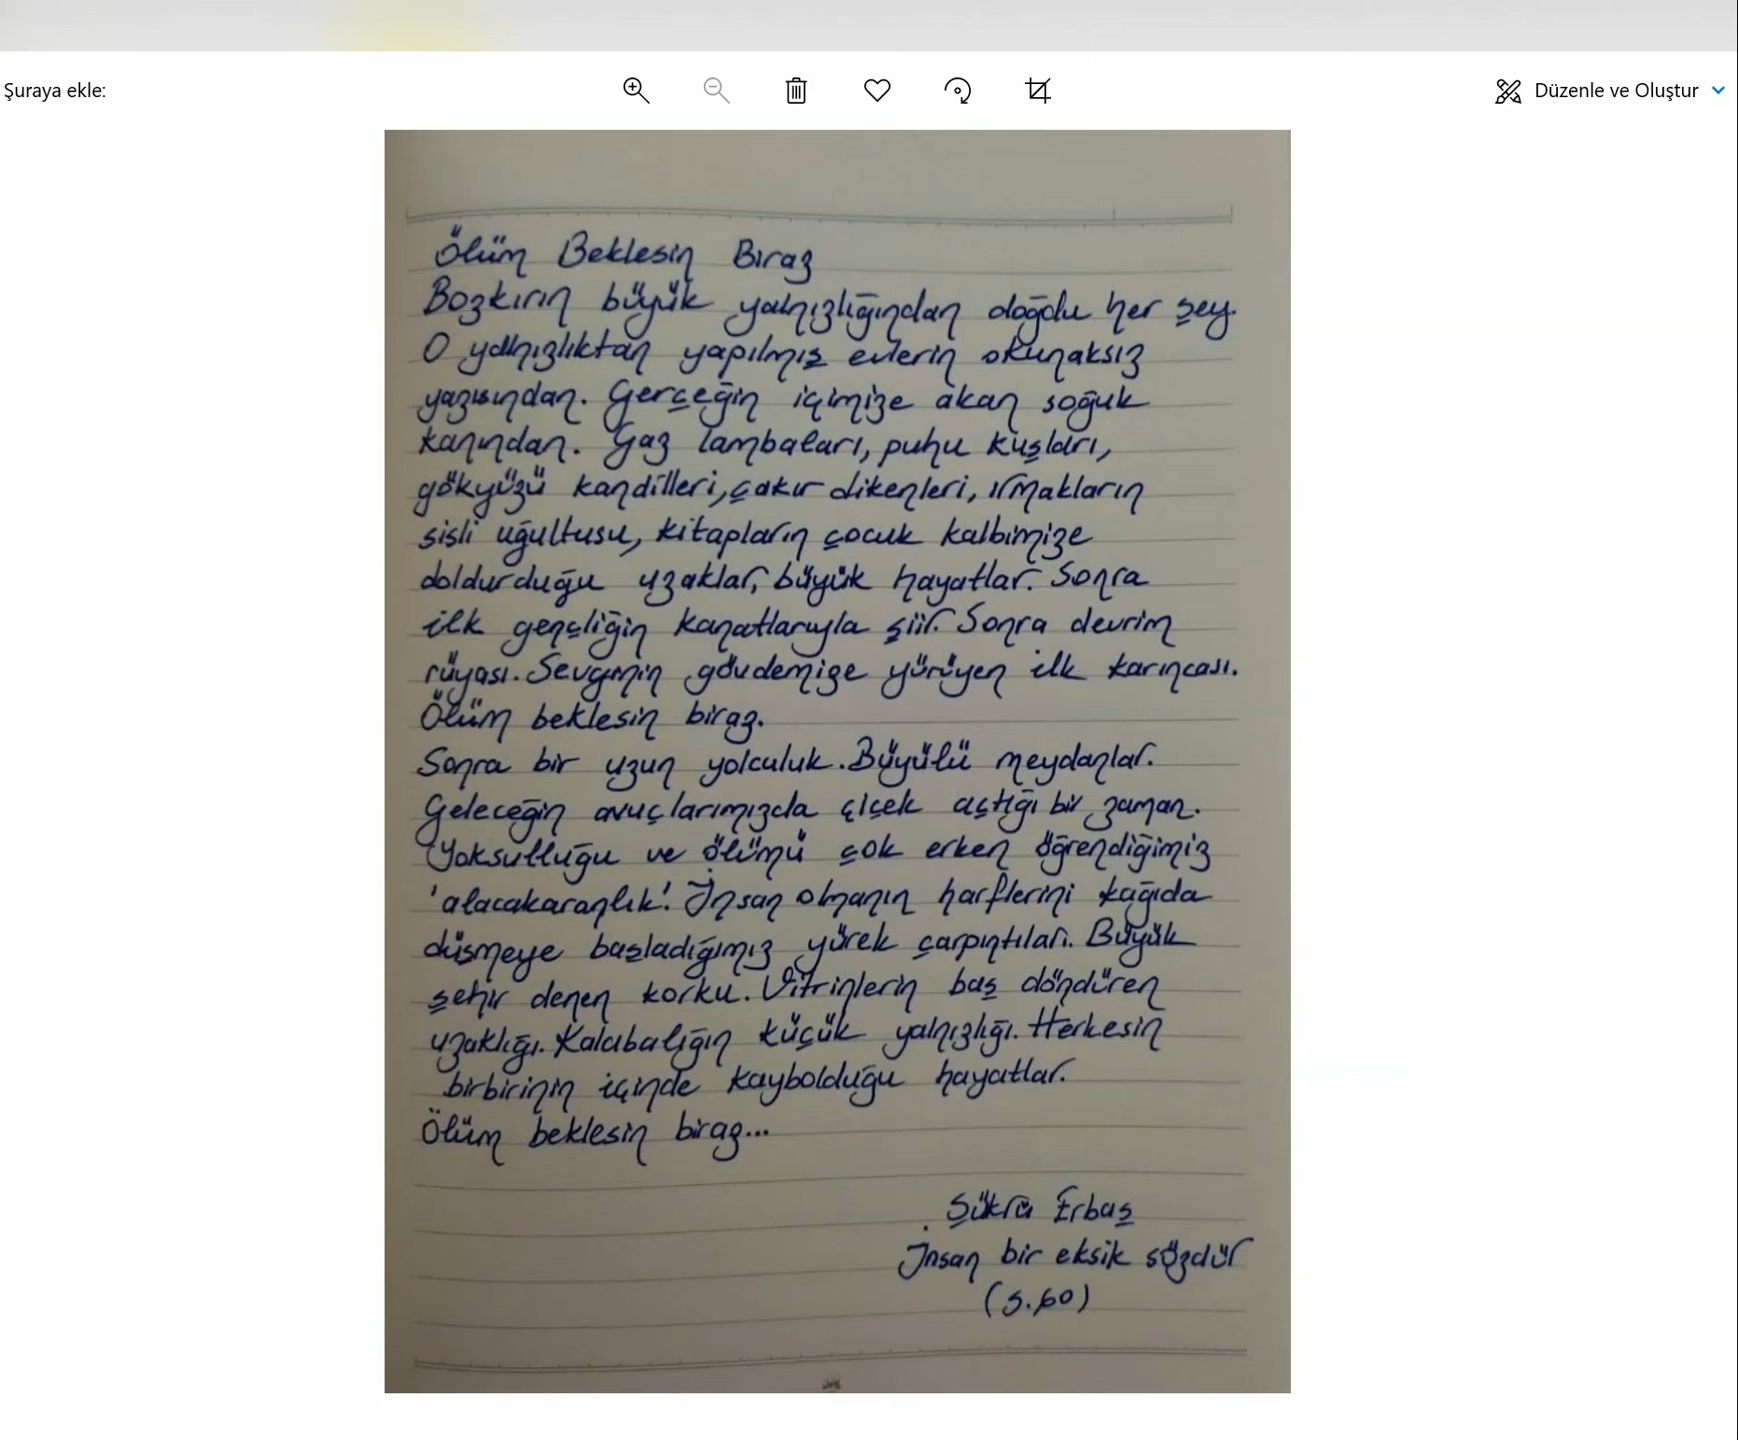 Şuraya ekle:
Düzenle ve Oluştur
Ölüm Beklesin Biraz
Bozkırın büyük yalnızlığından doğdu her şey.
O yalnızlıktan yapılmış evlerin okunaksız
yazısından. Gerçeğin içimize akan soğuk
kanından. Gaz lambaları, puhu kuşları,
gökyüzü kandilleri, çakır dikenleri, ırmakların
sisli uğultusu, kitapların çocuk kalbimize
doldurduğu uzaklar, büyük hayatlar. Sonra
ilk gençliğin kanatlarıyla şiir. Sonra devrim
rüyası. Sevginin gövdemize yürüyen ilk karıncası.
Ölüm beklesin biraz.
Sonra bir uzun yolculuk. Büyülü meydanlar.
Geleceğin avuçlarımızda çiçek açtığı bir zaman.
Yoksulluğu ve ölümü çok erken öğrendiğimiz
'alacakaranlık'. İnsan olmanın harflerini kağıda
düşmeye başladığımız yürek çarpıntıları. Büyük
şehir denen korku. Vitrinlerin baş döndüren
uzaklığı. Kalabalığın küçük yalnızlığı. Herkesin
birbirinin içinde kaybolduğu hayatlar.
Ölüm beklesin biraz...
Şükrü Erbaş
İnsan bir eksik sözdür
(S.60)